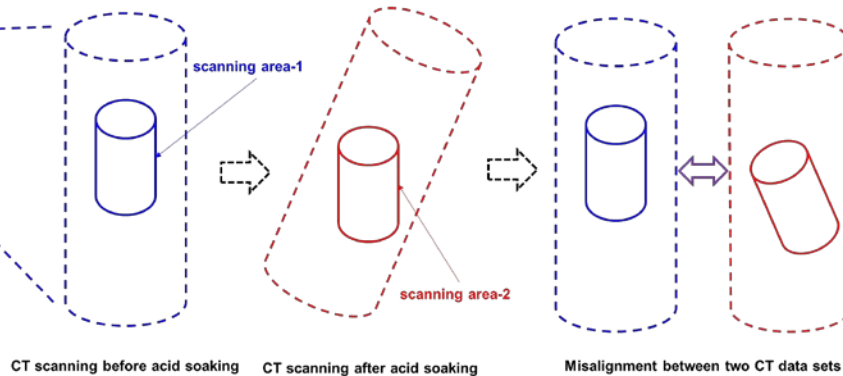 scanning area-1
scanning area-2
CT scanning before acid soaking
CT scanning after acid soaking
Misalignment between two CT data sets